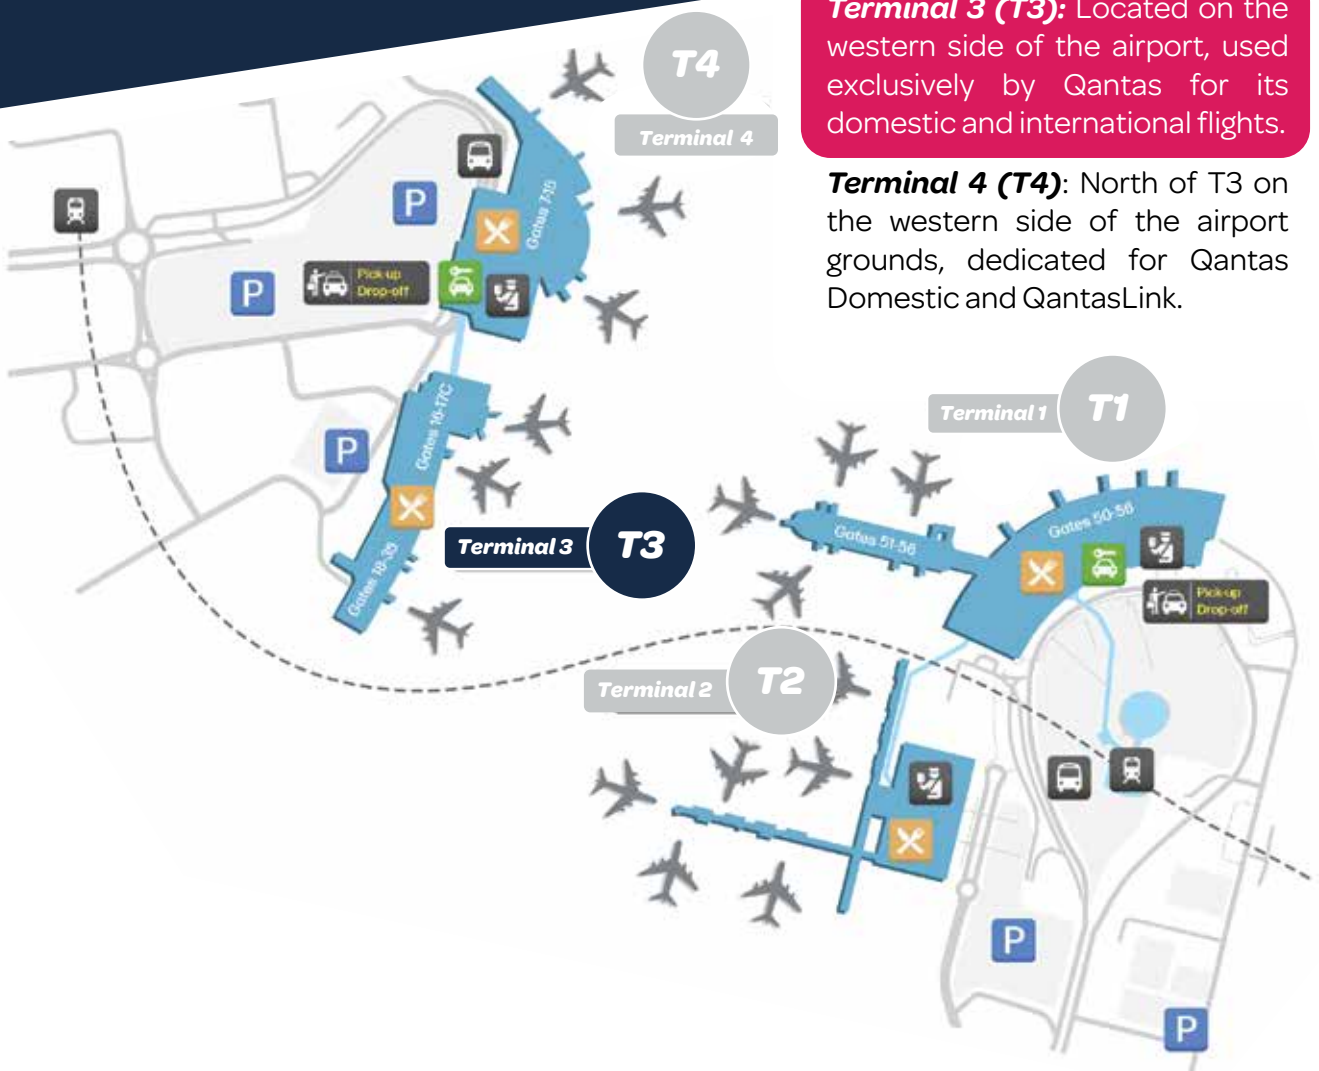 Terminal 3 (T3): Located on the
western side of the airport, used
exclusively by Qantas for its
domestic and international flights.
Terminal 4 (T4): North of T3 on
the western side of the airport
grounds, dedicated for Qantas
Domestic and QantasLink.
T4
Terminal 4
P
Gates 7-15
P
Pick up
Drop-off
Gates 16-17C
P
Terminal 3
T3
Gates 18-35
Terminal 1
T1
Gates 51-56
Gates 50-56
Pick-up
Drop-off
Terminal 2
T2
P
P